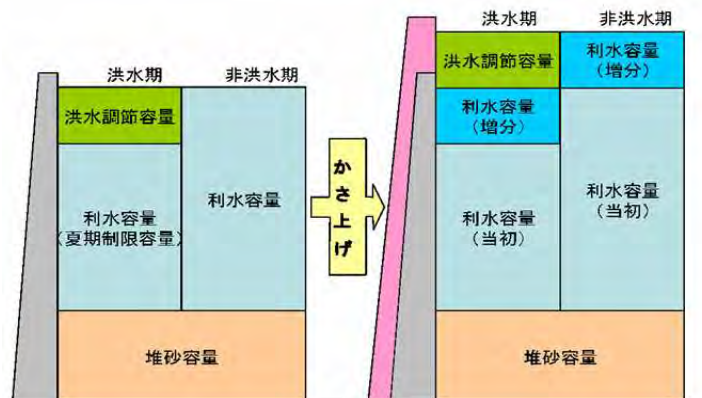 洪水期
非洪水期
洪水調節容量
利水容量
(夏期制限容量)
利水容量
堆砂容量
かさ上げ
洪水期
非洪水期
洪水調節容量
利水容量
(増分)
利水容量
(増分)
利水容量
(当初)
利水容量
(当初)
堆砂容量